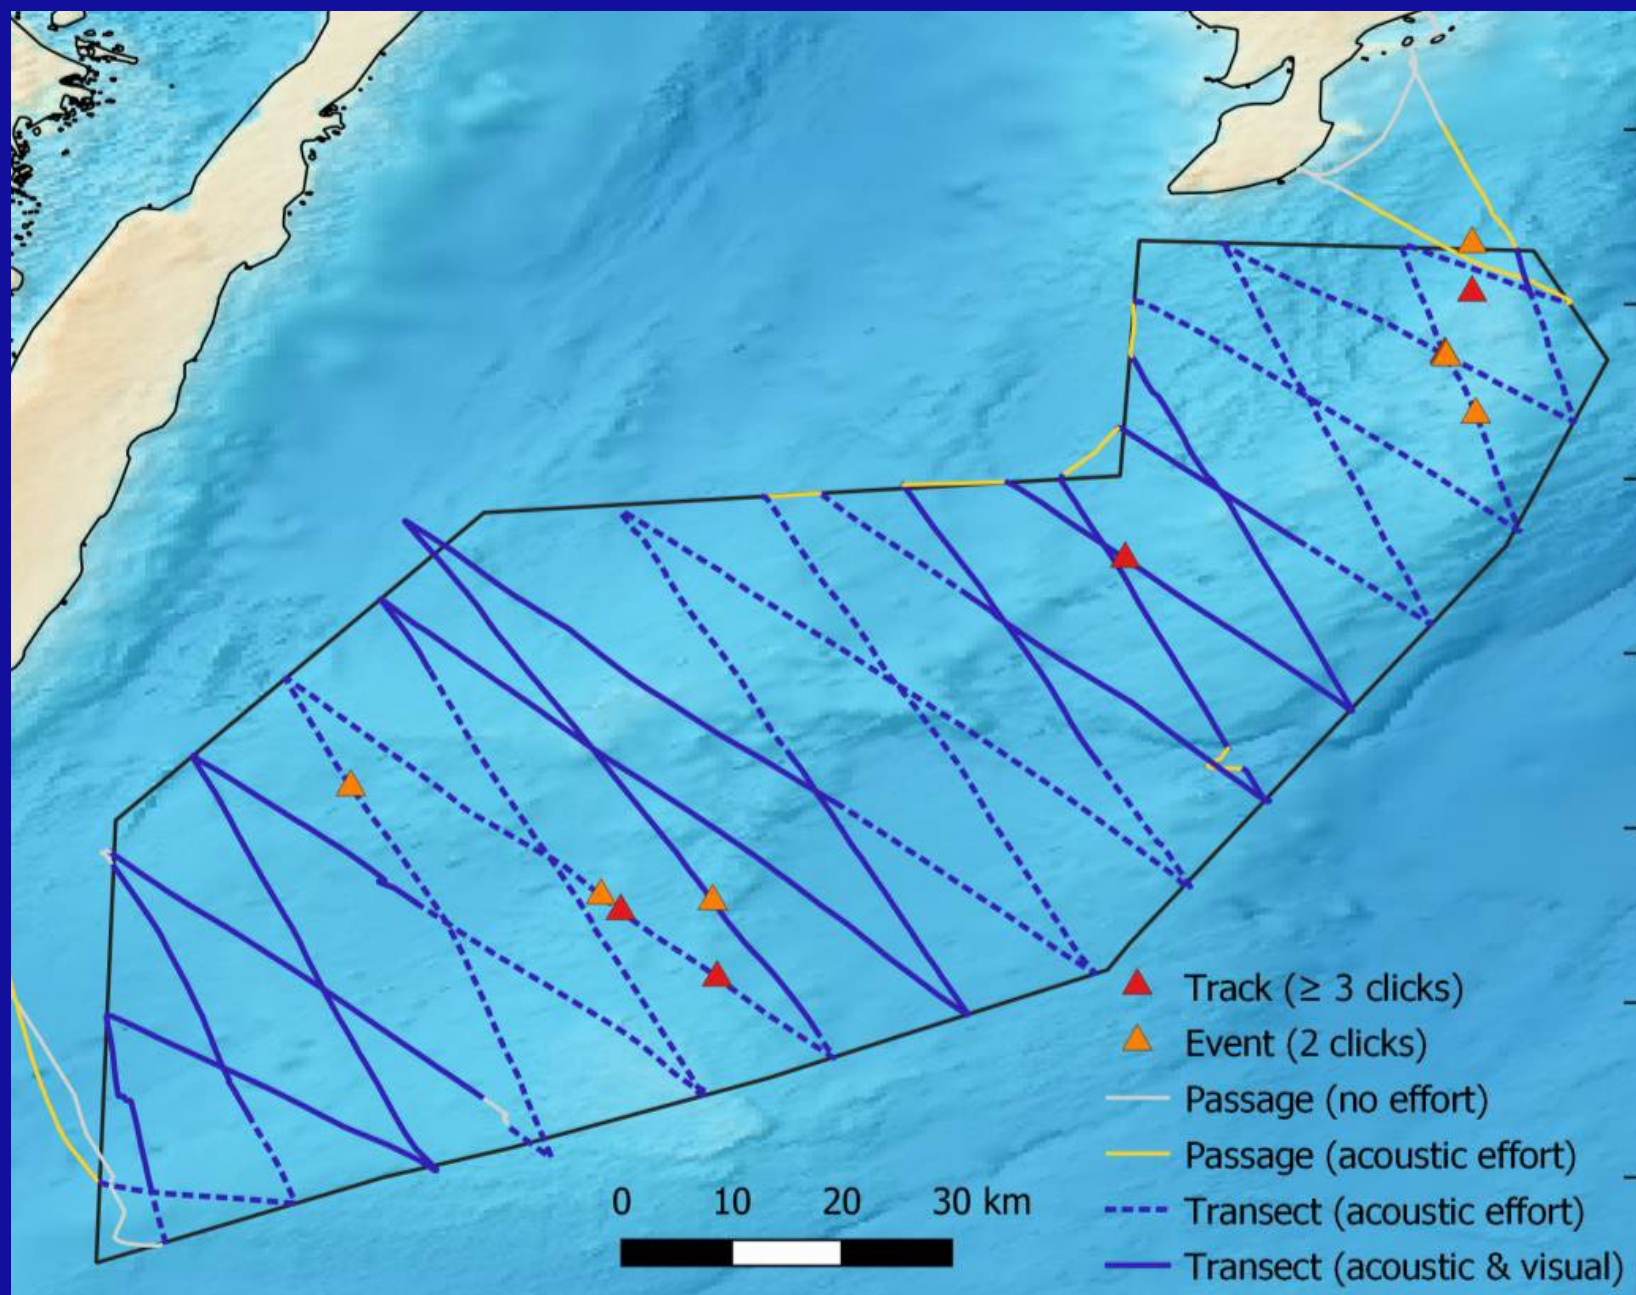 Track (≥ 3 clicks)
Event (2 clicks)
Passage (no effort)
Passage (acoustic effort)
Transect (acoustic effort)
Transect (acoustic & visual)
0 10 20 30 km